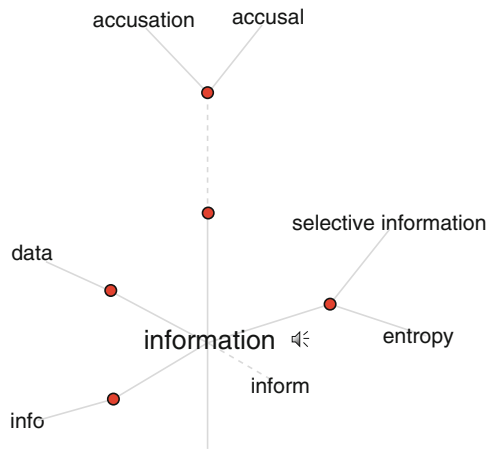 accusation
accusal
selective information
data
information
entropy
inform
info